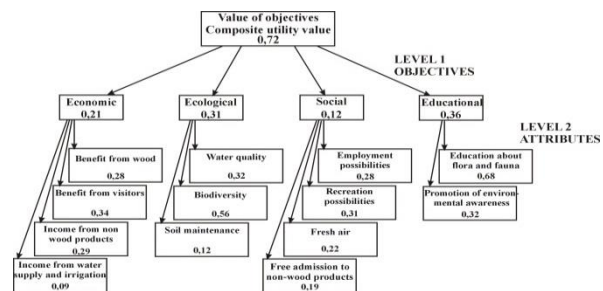 Value of objectives
Composite utility value
0,72
LEVEL 1
OBJECTIVES
Economic
0,21
Ecological
0,31
Social
0,12
Educational
0,36
LEVEL 2
ATTRIBUTES
Benefit from wood
0,28
Benefit from visitors
0,34
Income from non
wood products
0,29
Income from water
supply and irrigation
0,09
Water quality
0,32
Biodiversity
0,56
Soil maintenance
0,12
Employment
possibilities
0,28
Recreation
possibilities
0,31
Fresh air
0,22
Free admission to
non-wood products
0,19
Education about
flora and fauna
0,68
Promotion of environ-
mental awareness
0,32